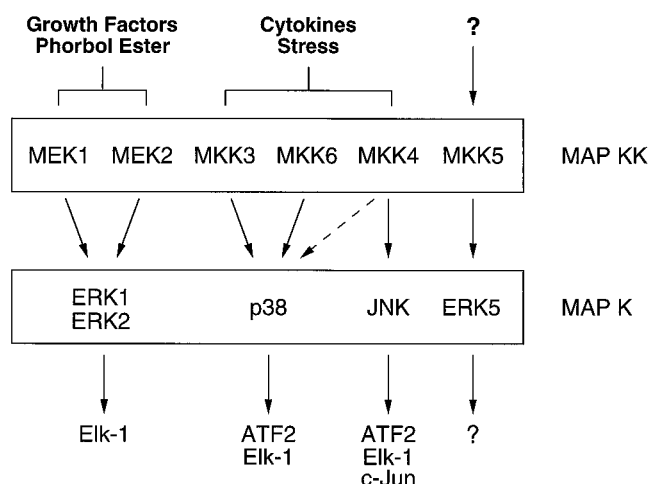 Growth Factors
Phorbol Ester
Cytokines
Stress
?
MEK1 MEK2 MKK3 MKK6 MKK4 MKK5 MAP KK
ERK1
ERK2
p38 JNK ERK5 MAP K
Elk-1
ATF2
Elk-1
ATF2
Elk-1
c-Jun
?